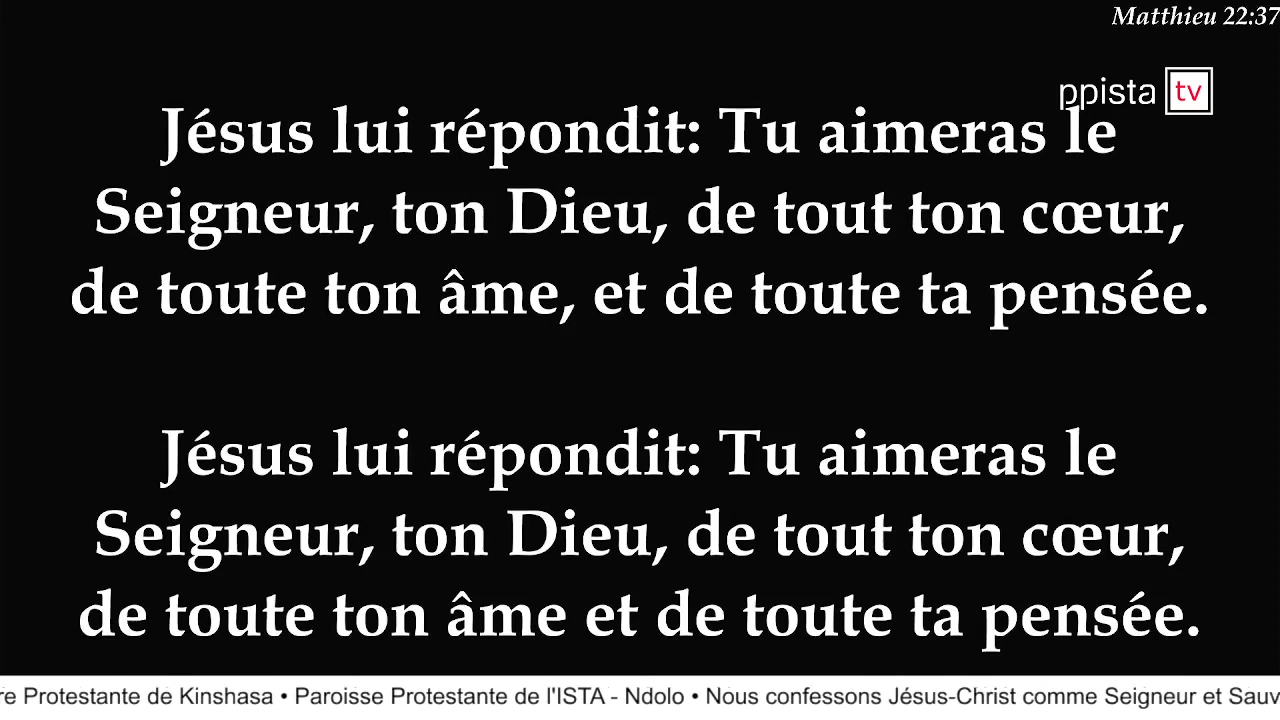 Matthieu 22:37
ppista tv
Jésus lui répondit: Tu aimeras le
Seigneur, ton Dieu, de tout ton cœur,
de toute ton âme, et de toute ta pensée.
Jésus lui répondit: Tu aimeras le
Seigneur, ton Dieu, de tout ton cœur,
de toute ton âme et de toute ta pensée.
re Protestante de Kinshasa • Paroisse Protestante de l'ISTA - Ndolo • Nous confessons Jésus-Christ comme Seigneur et Sauv